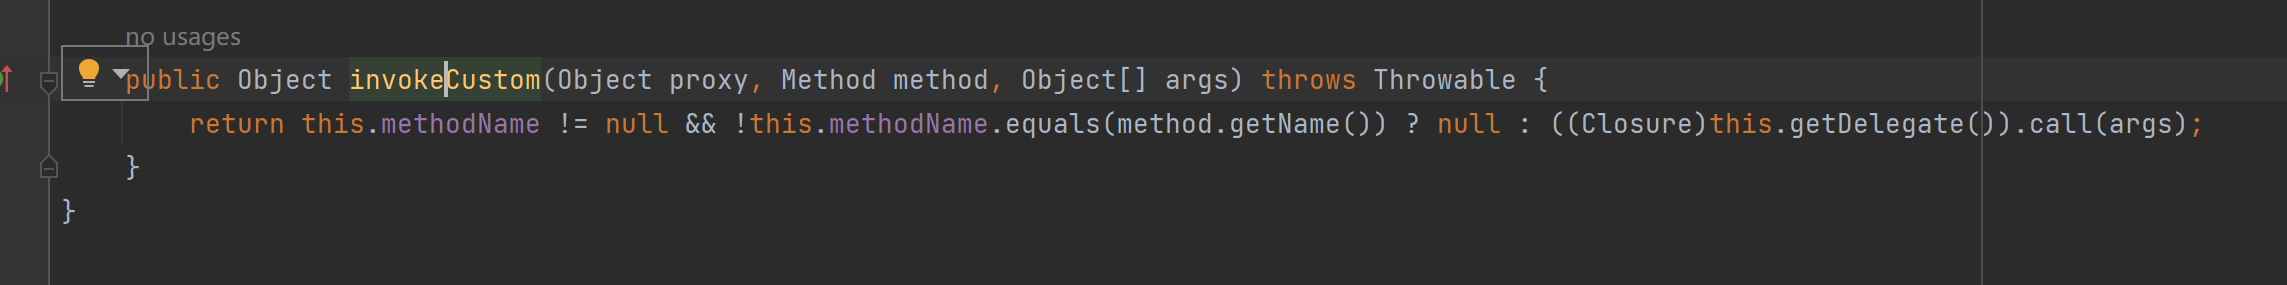 no usages
public Object invokeCustom(Object proxy, Method method, Object[] args) throws Throwable {
return this.methodName != null && !this.methodName.equals(method.getName()) ? null : ((Closure)this.getDelegate()).call(args);
}
}